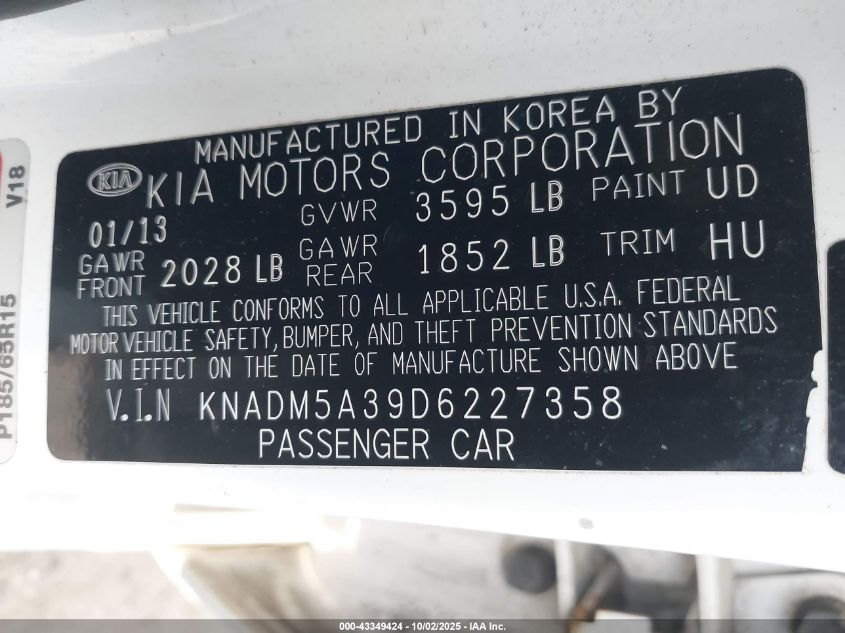 MANUFACTURED IN KOREA BY
KIA KIA MOTORS CORPORATION
01/13 GVWR 3595 LB PAINT UD
GAWR FRONT 2028 LB GAWR REAR 1852 LB TRIM HU
THIS VEHICLE CONFORMS TO ALL APPLICABLE U.S.A. FEDERAL
MOTOR VEHICLE SAFETY, BUMPER, AND THEFT PREVENTION STANDARDS
IN EFFECT ON THE DATE OF MANUFACTURE SHOWN ABOVE
V.I.N KNADM5A39D6227358
PASSENGER CAR
V18
P185/65R15
000-43349424 - 10/02/2025 - IAA Inc.